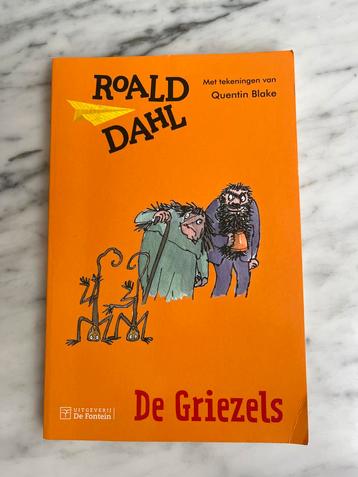 ROALD
DAHL
Met tekeningen van
Quentin Blake
UITGEVERIJ
De Fontein
De Griezels